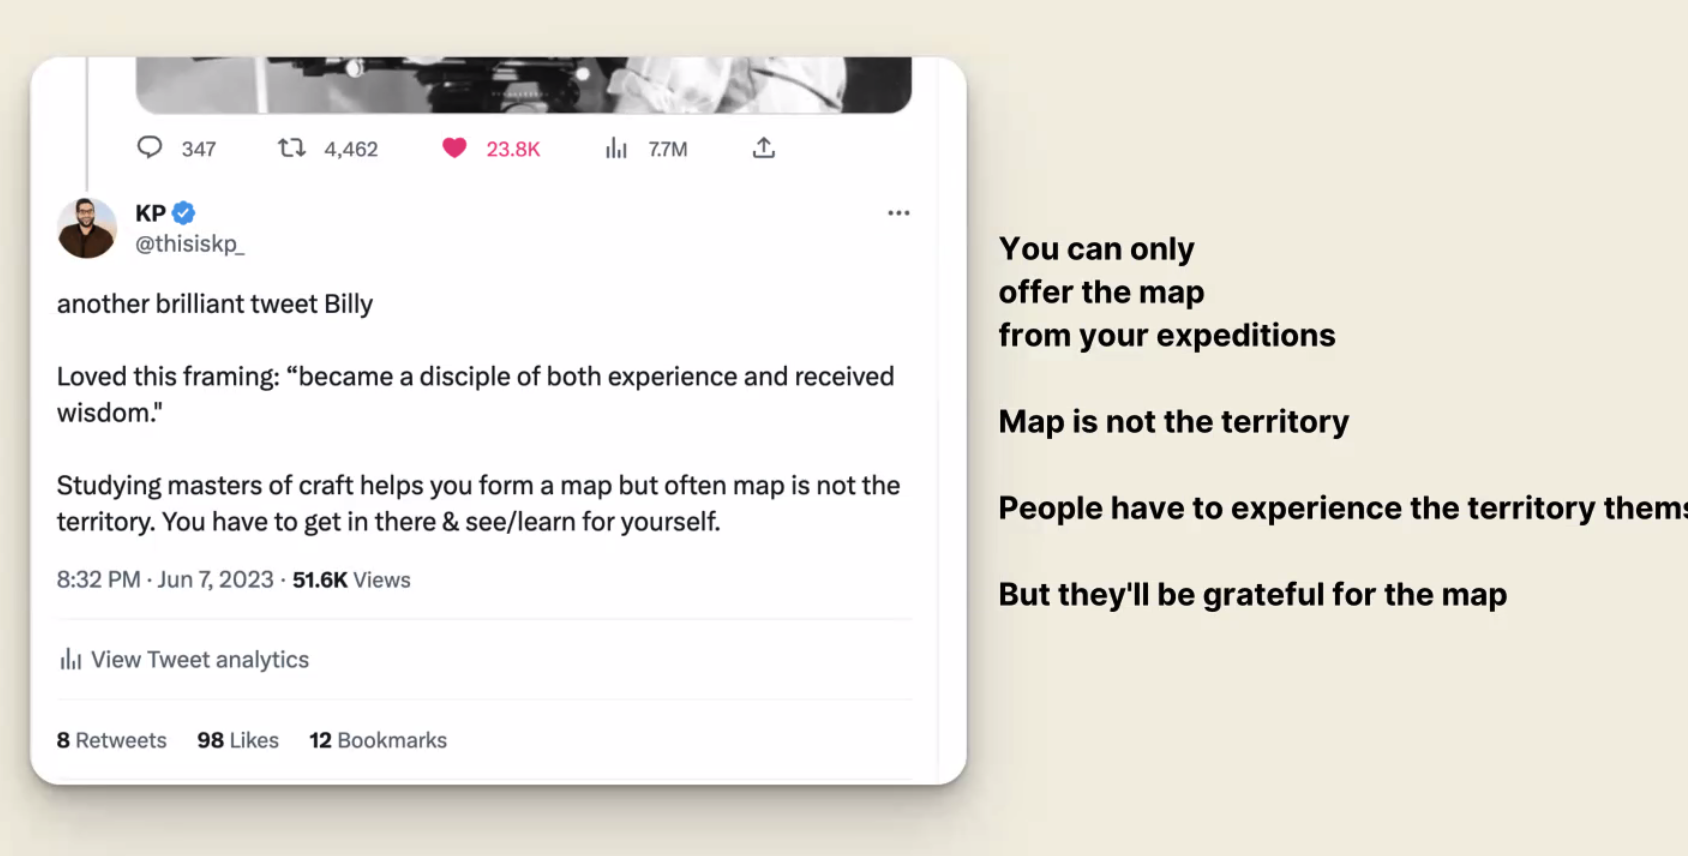 347 4,462 23.8K 7.7M
KP
@thisiskp_
another brilliant tweet Billy
Loved this framing: “became a disciple of both experience and received
wisdom."
Studying masters of craft helps you form a map but often map is not the
territory. You have to get in there & see/learn for yourself.
8:32 PM · Jun 7, 2023 · 51.6K Views
View Tweet analytics
8 Retweets 98 Likes 12 Bookmarks
You can only
offer the map
from your expeditions
Map is not the territory
People have to experience the territory thems
But they'll be grateful for the map